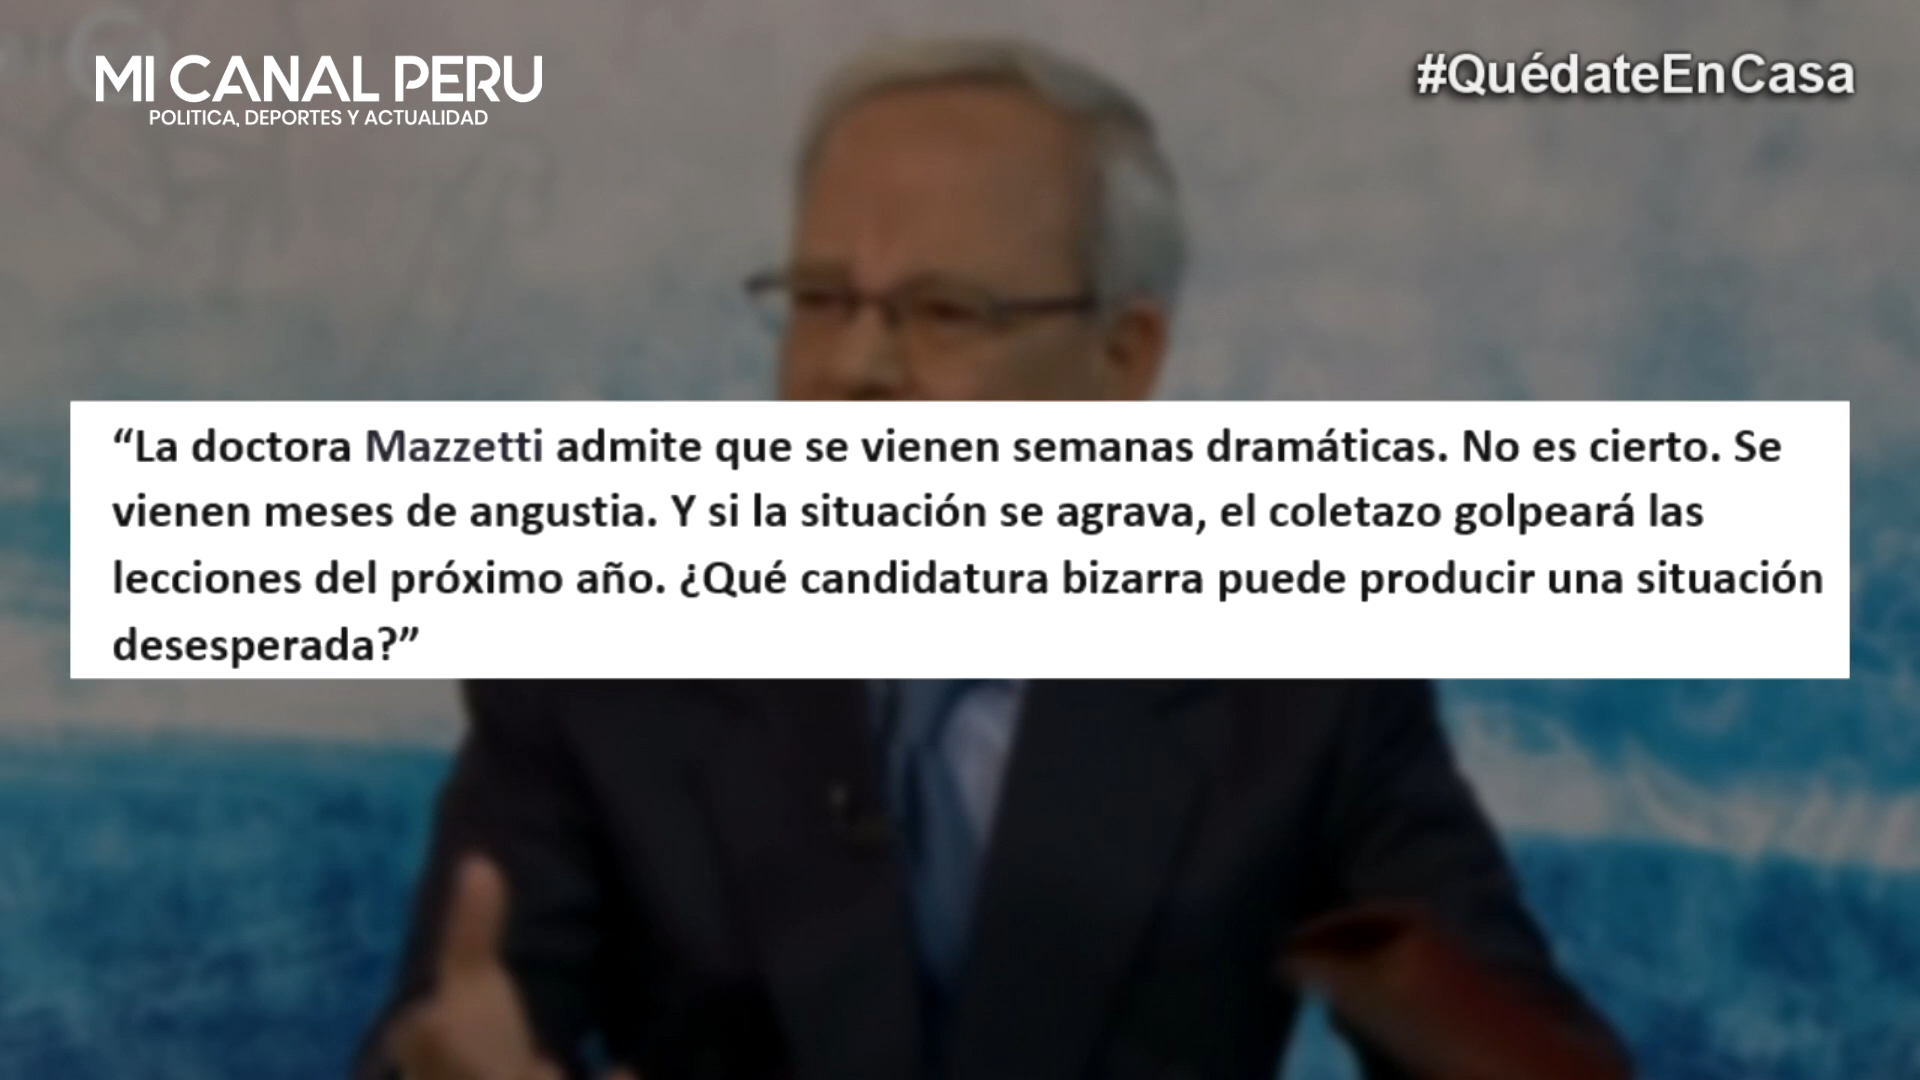 MI CANAL PERU
POLITICA, DEPORTES Y ACTUALIDAD
#QuédateEnCasa
“La doctora Mazzetti admite que se vienen semanas dramáticas. No es cierto. Se
vienen meses de angustia. Y si la situación se agrava, el coletazo golpeará las
lecciones del próximo año. ¿Qué candidatura bizarra puede producir una situación
desesperada?”